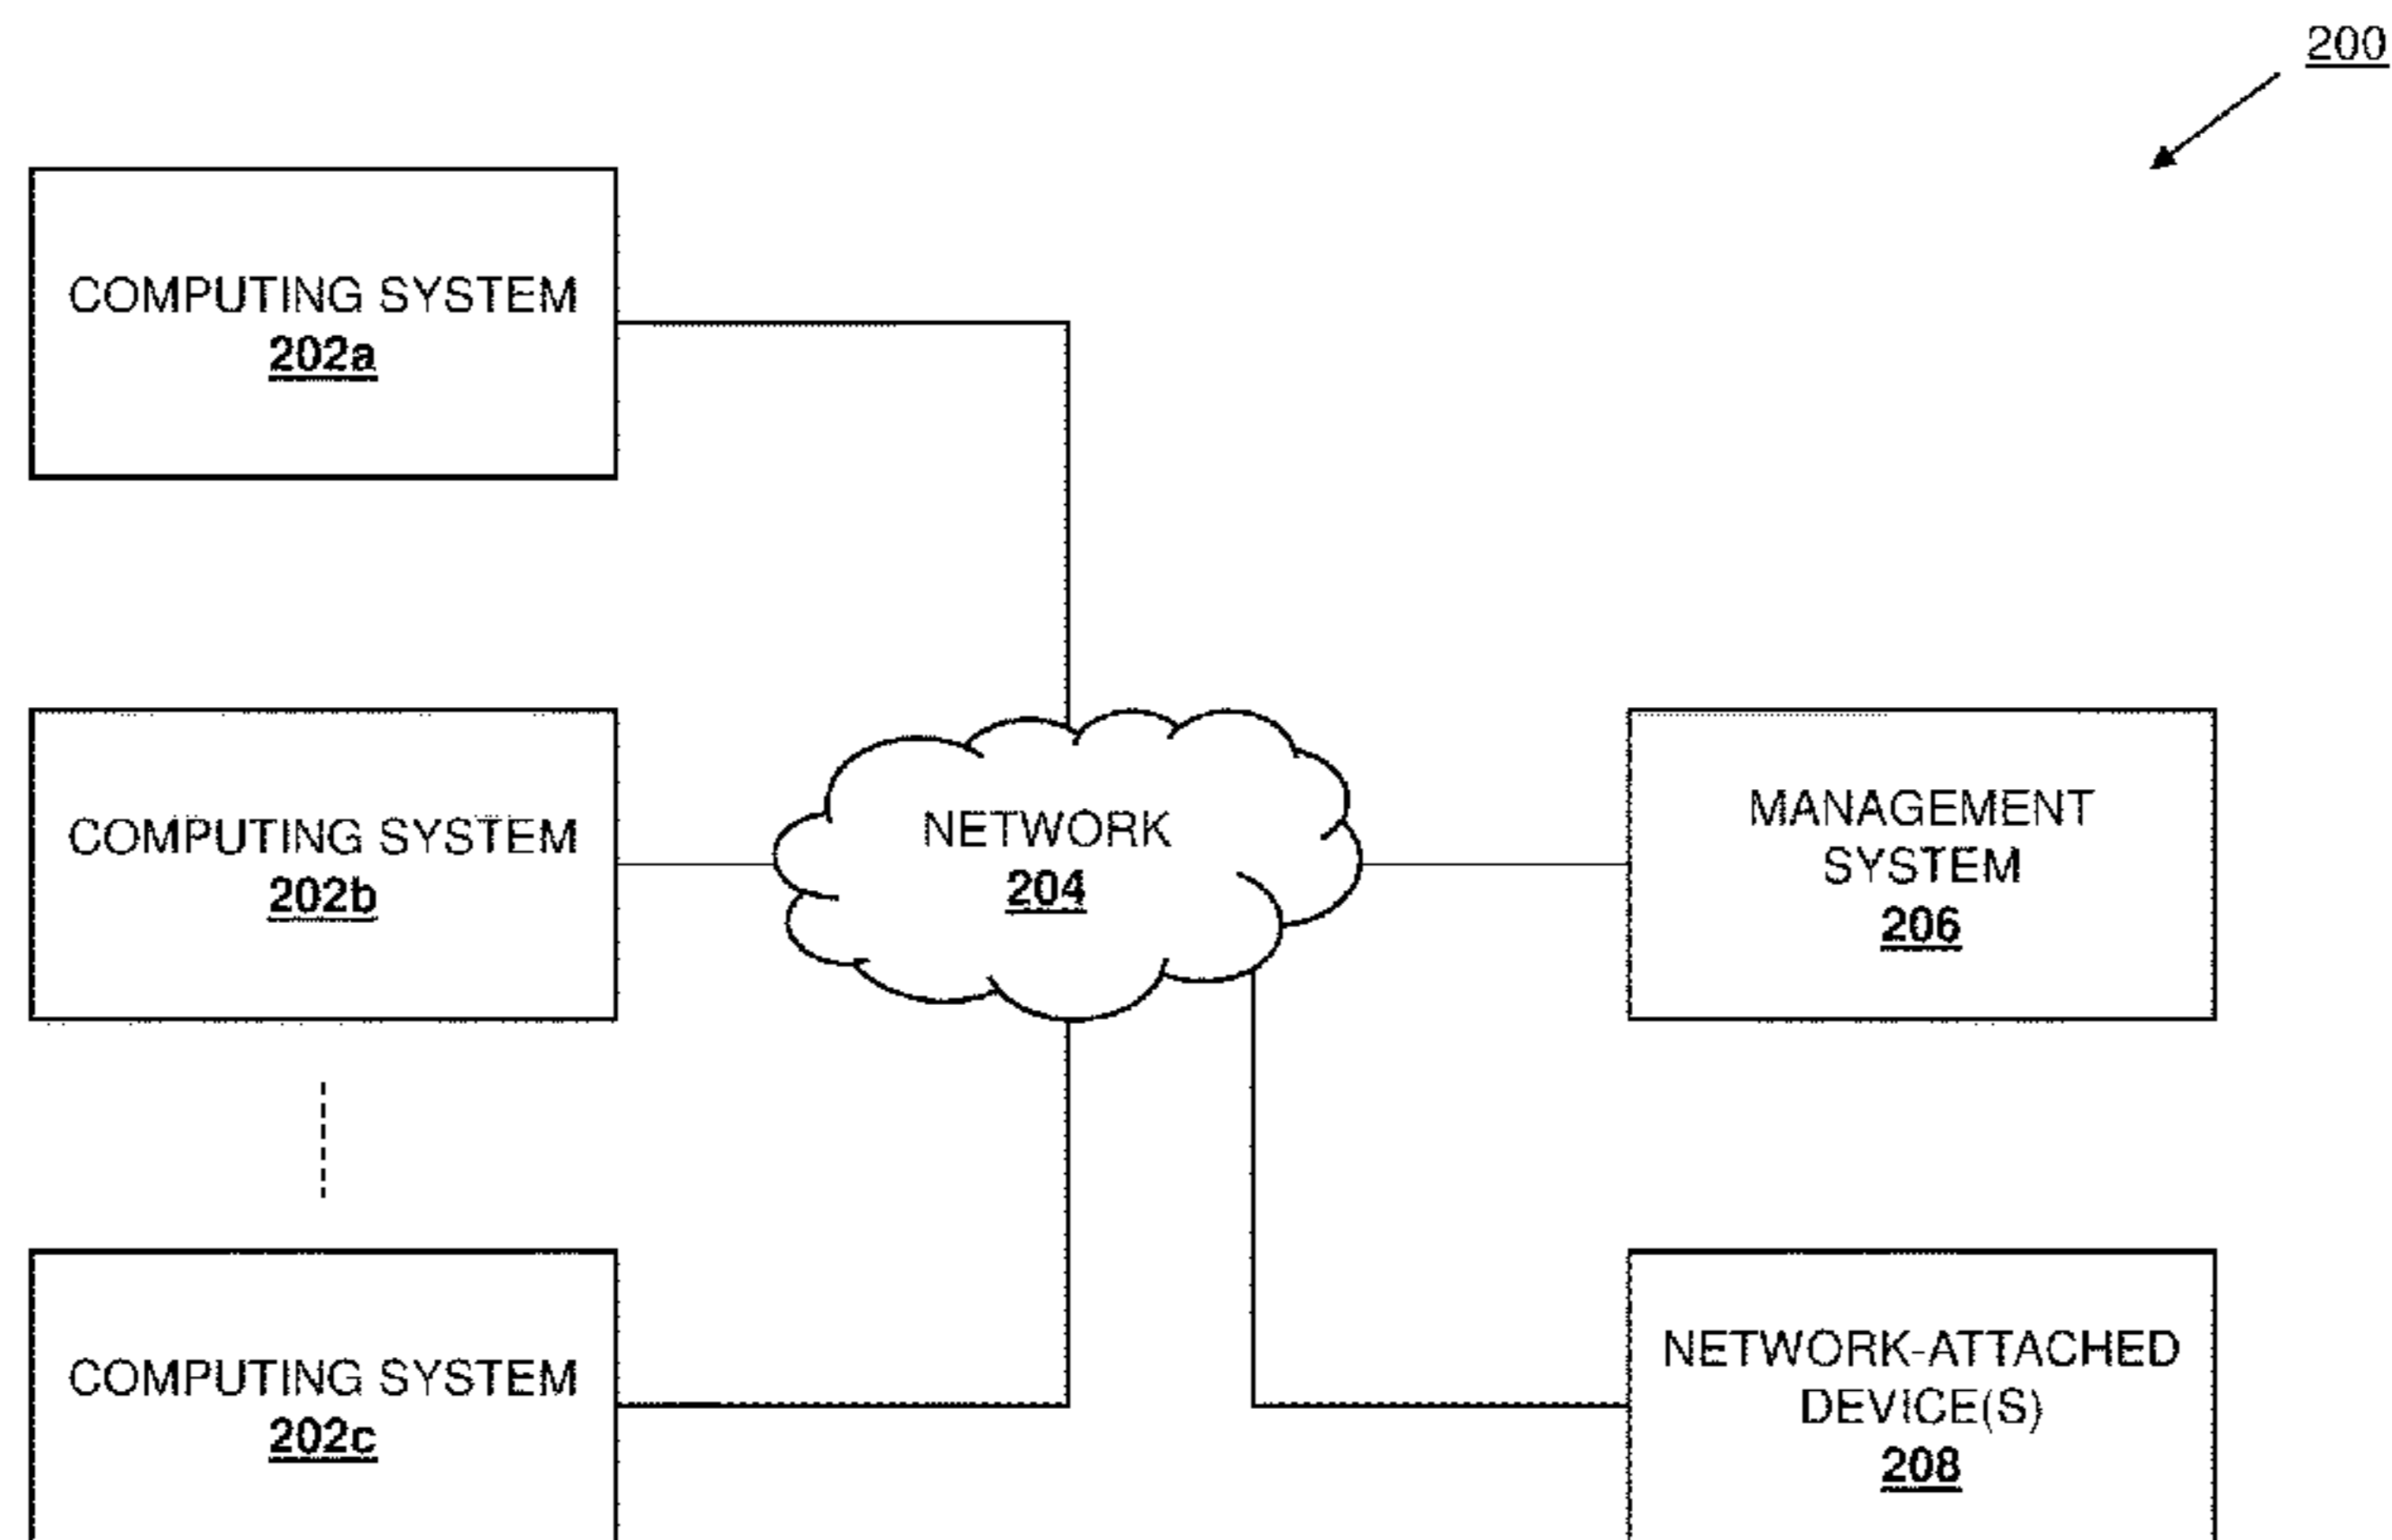 200
COMPUTING SYSTEM
202a
COMPUTING SYSTEM
202b
NETWORK
204
MANAGEMENT
SYSTEM
206
COMPUTING SYSTEM
202c
NETWORK-ATTACHED
DEVICE(S)
208